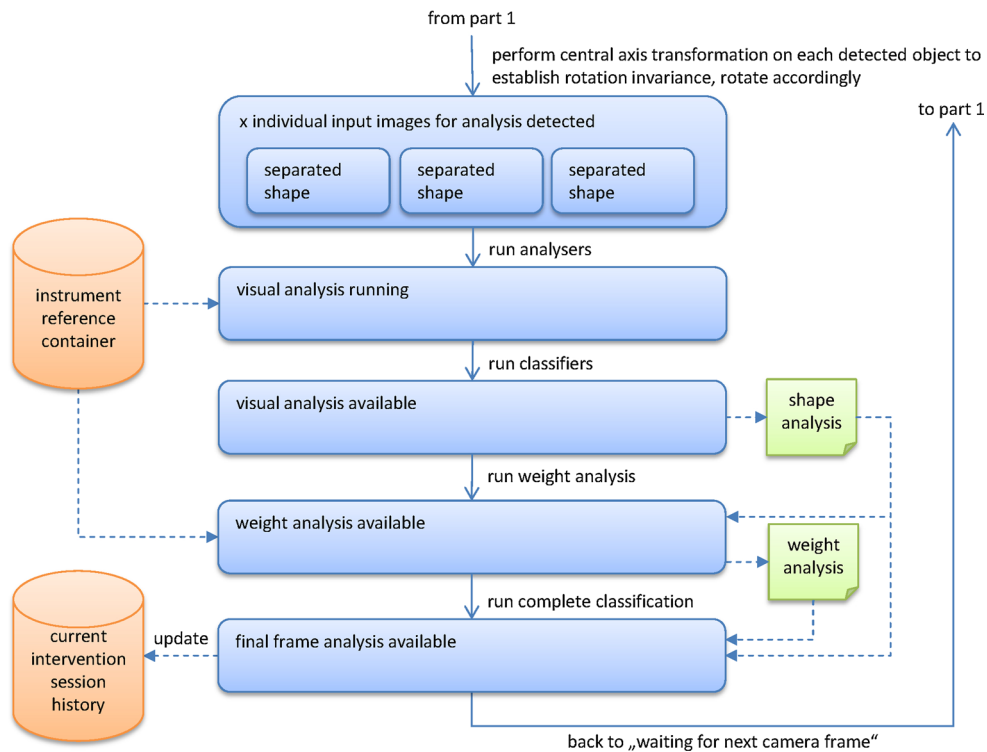 from part 1
perform central axis transformation on each detected object to
establish rotation invariance, rotate accordingly
to part 1
x individual input images for analysis detected
separated
shape
separated
shape
separated
shape
run analysers
instrument
reference
container
visual analysis running
run classifiers
visual analysis available
shape
analysis
run weight analysis
weight analysis available
weight
analysis
run complete classification
current
intervention
session
history
update
final frame analysis available
back to „waiting for next camera frame“